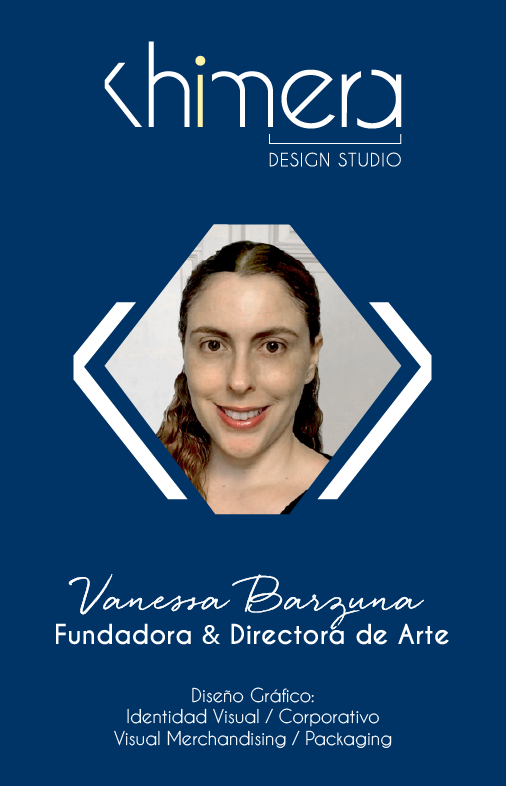 Khimera
DESIGN STUDIO
Vanessa Barzuna
Fundadora & Directora de Arte
Diseño Gráfico:
Identidad Visual / Corporativo
Visual Merchandising / Packaging